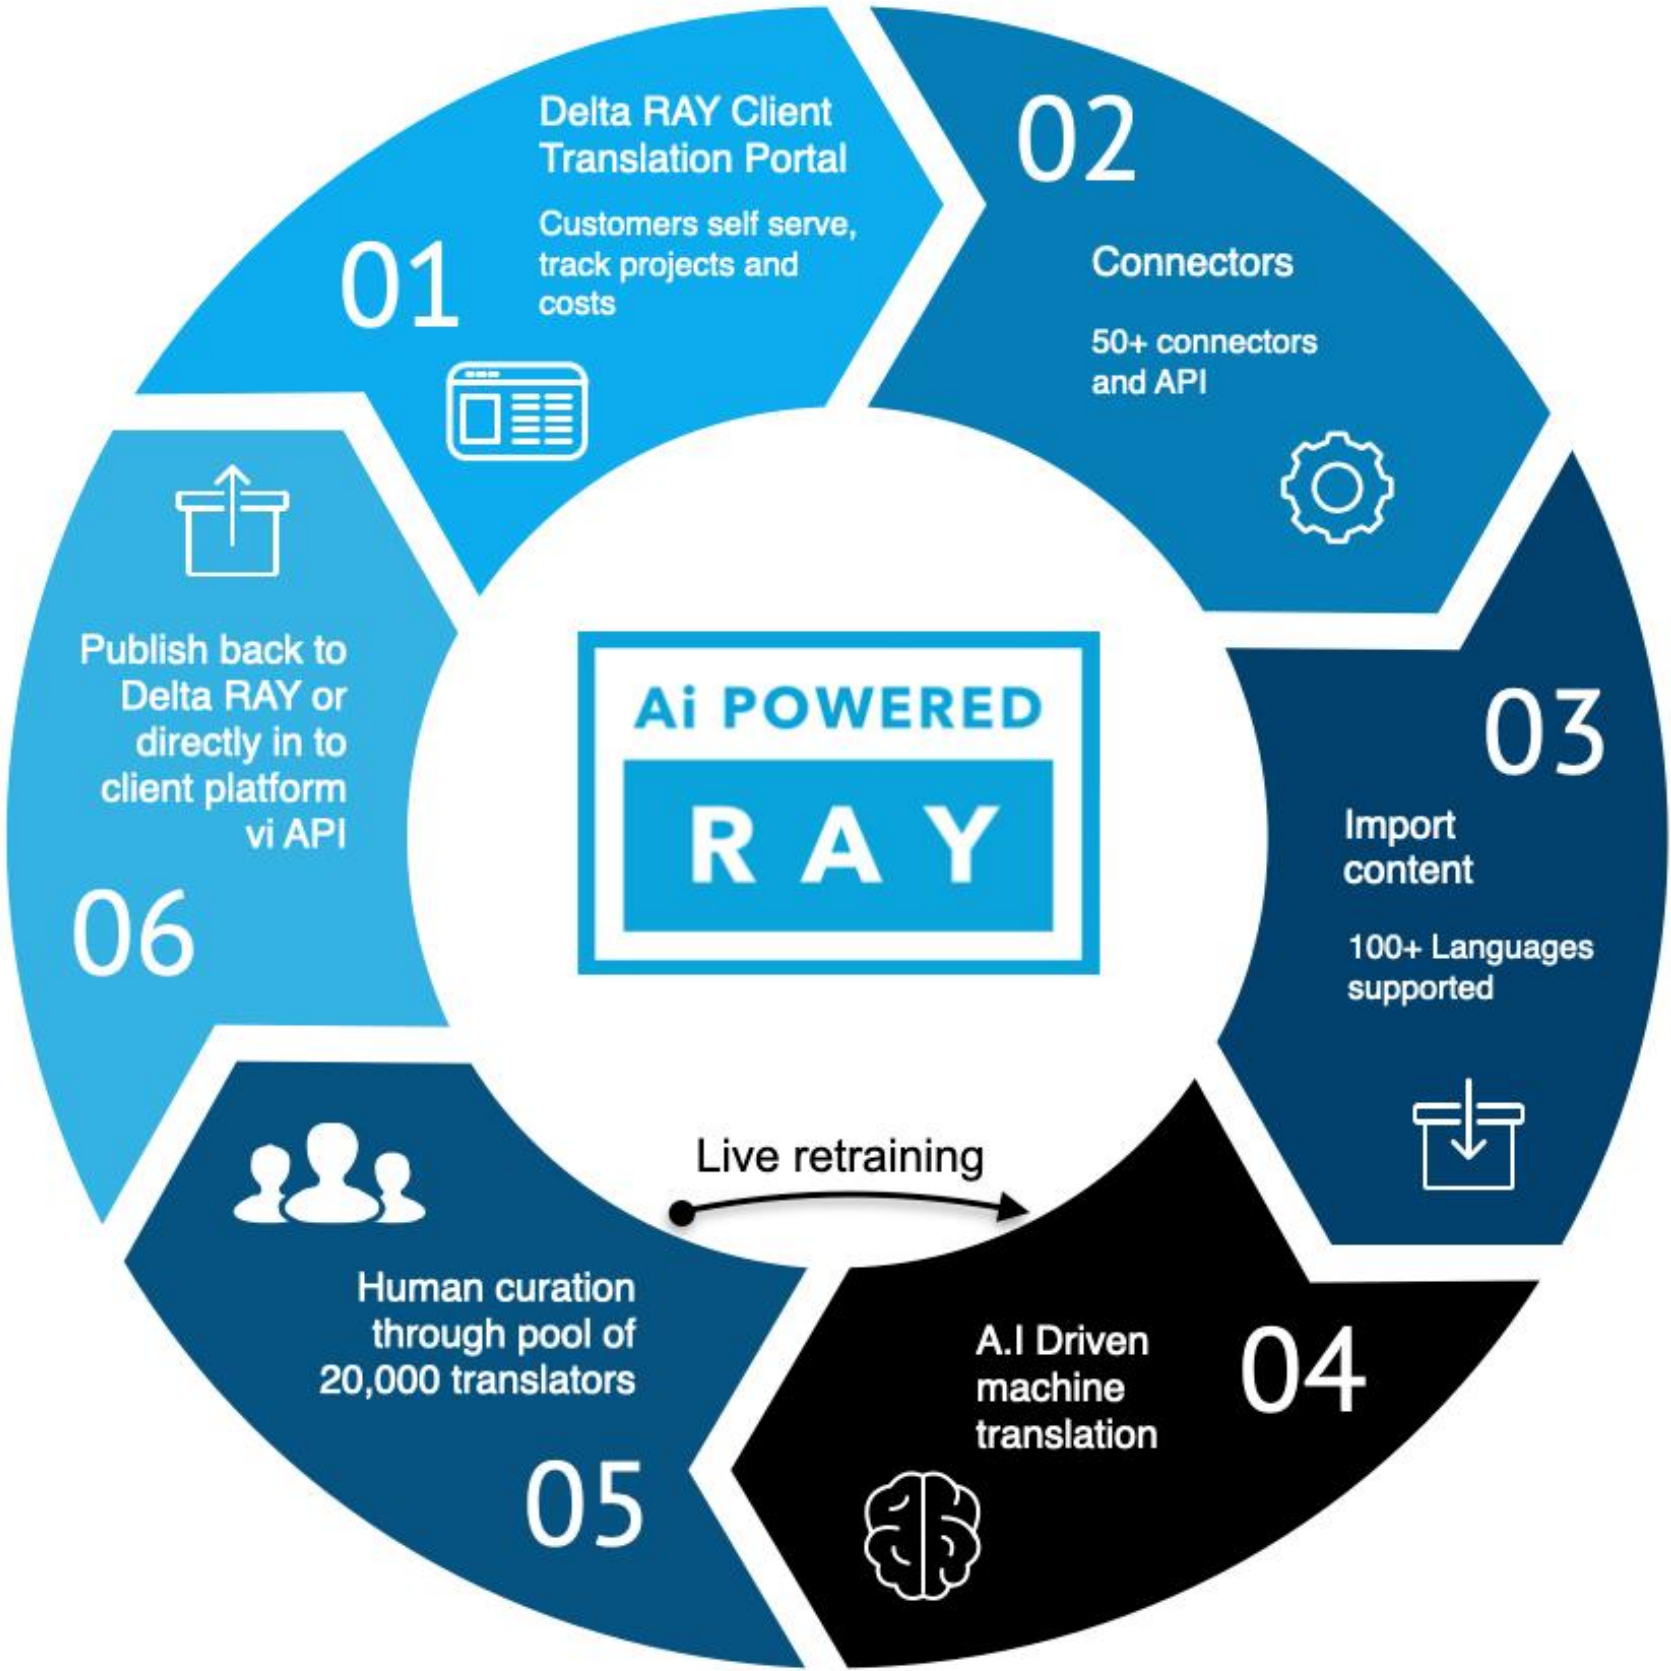 01
Delta RAY Client
Translation Portal
Customers self serve,
track projects and
costs
02
Connectors
50+ connectors
and API
03
Import
content
100+ Languages
supported
04
A.I Driven
machine
translation
05
Human curation
through pool of
20,000 translators
06
Publish back to
Delta RAY or
directly in to
client platform
vi API
Ai POWERED
RAY
Live retraining